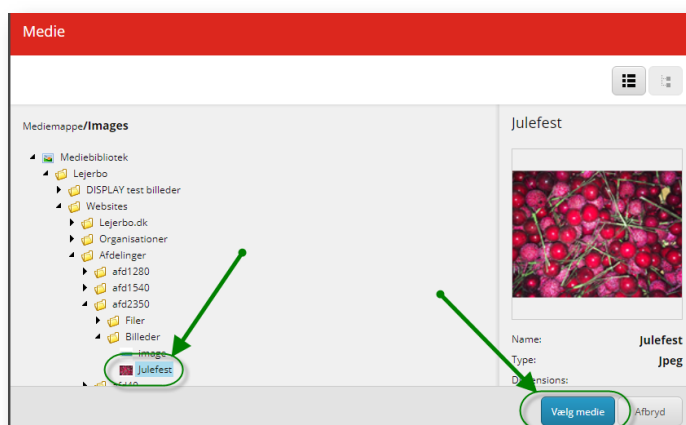 Medie
Mediemappe/Images
Mediebibliotek
Lejerbo
DISPLAY test billeder
Websites
Lejerbo.dk
Organisationer
Afdelinger
afd1280
afd1540
afd2350
Filer
Billeder
image
Julefest
Julefest
Name: Julefest
Type: Jpeg
Dimensions:
Vælg medie
Afbryd